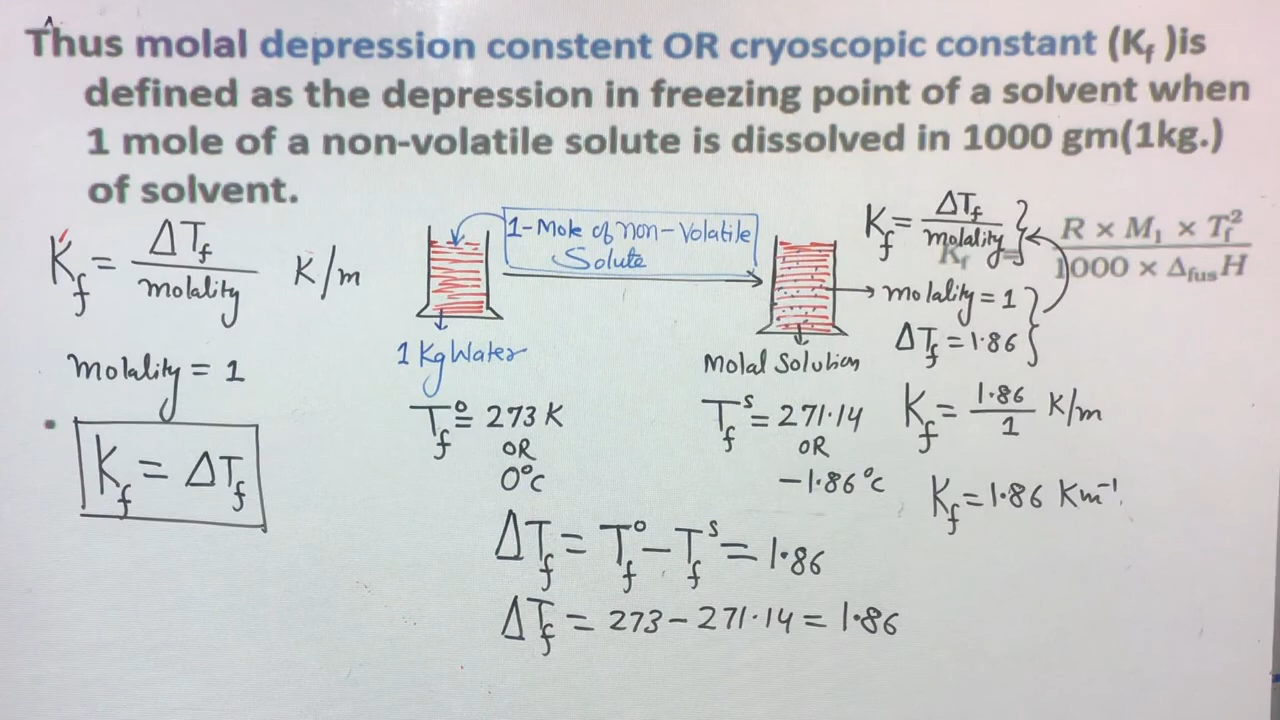 Thus molal depression constent OR cryoscopic constant (Kf )is
defined as the depression in freezing point of a solvent when
1 mole of a non-volatile solute is dissolved in 1000 gm(1kg.)
of solvent.
Kf = ΔTf / molality K/m
molality = 1
Kf = ΔTf
1-Mole of non-Volatile
Solute
1 Kg Water
Tf° = 273 K
OR
0°c
Molal Solution
Tfˢ = 271.14
OR
-1.86°c
ΔTf = Tf° - Tfˢ = 1.86
ΔTf = 273 - 271.14 = 1.86
Kf = ΔTf / molality
Kf = R × M1 × Tf² / 1000 × ΔfusH
molality = 1
ΔTf = 1.86
Kf = 1.86 / 1 K/m
Kf = 1.86 Km⁻¹.